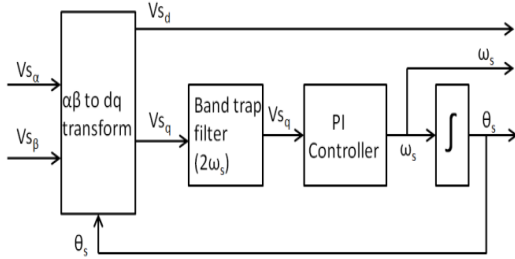 Vs_d
ω_s
Vs_α
αβ to dq
transform
Vs_β
Vs_q
Band trap
filter
(2ω_s)
Vs_q
PI
Controller
ω_s
∫
θ_s
θ_s